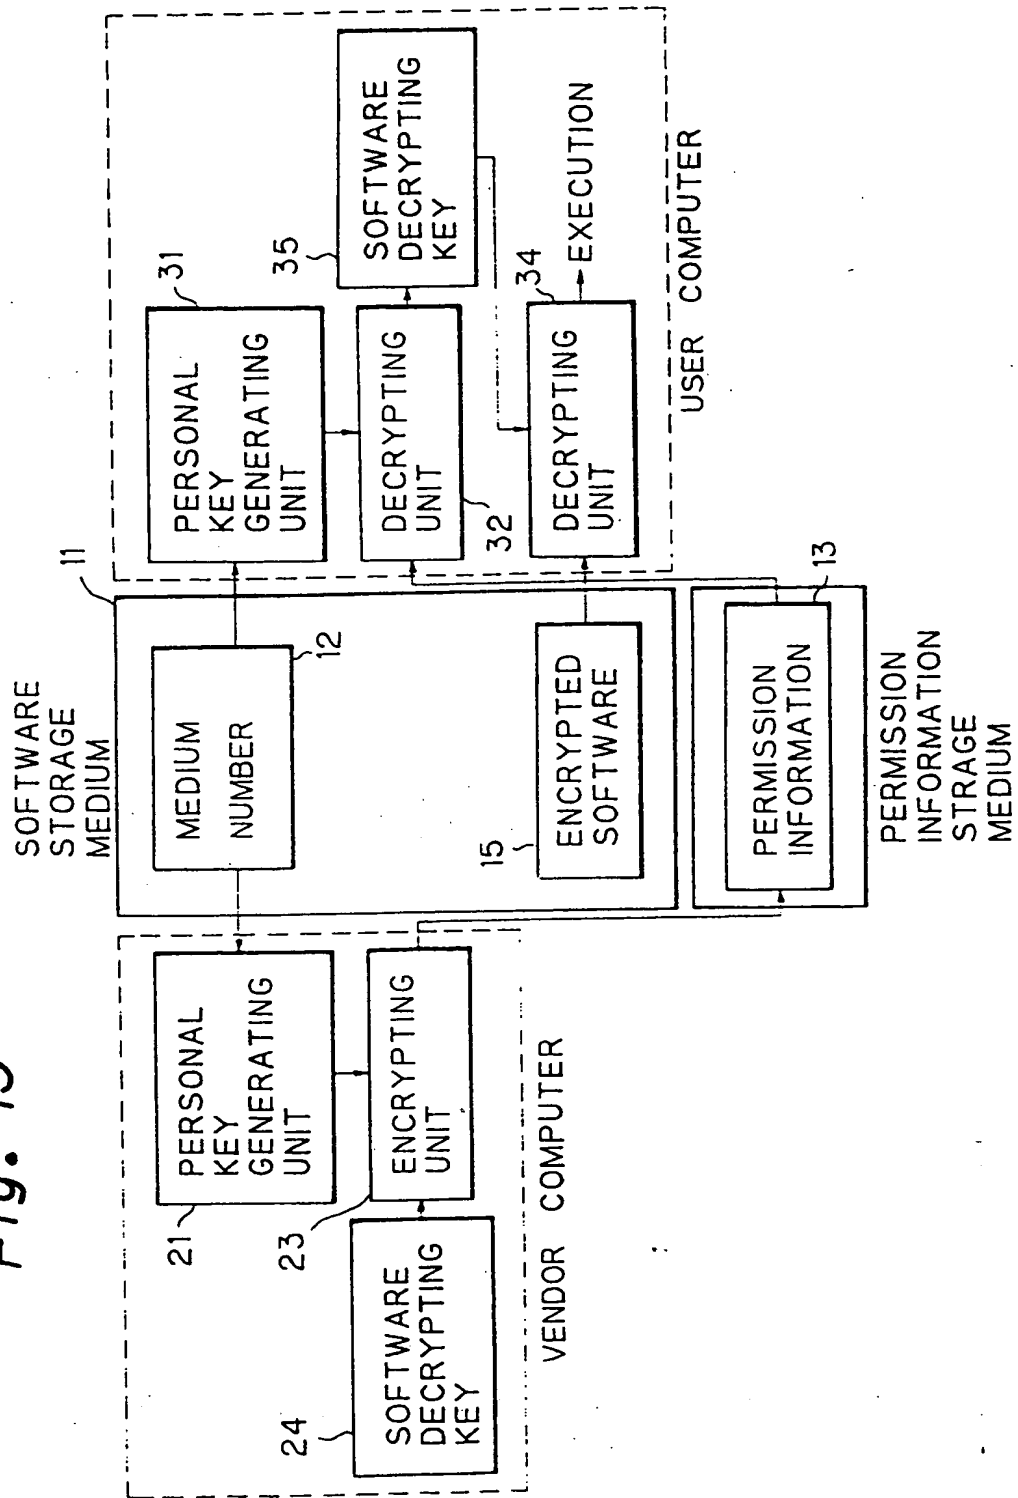 Fig. 15
SOFTWARE
STORAGE
MEDIUM
11
21
PERSONAL
KEY
GENERATING
UNIT
MEDIUM
NUMBER
12
31
PERSONAL
KEY
GENERATING
UNIT
23
ENCRYPTING
UNIT
24
SOFTWARE
DECRYPTING
KEY
VENDOR COMPUTER
DECRYPTING
UNIT
32
35
SOFTWARE
DECRYPTING
KEY
15
ENCRYPTED
SOFTWARE
34
DECRYPTING
UNIT
EXECUTION
USER COMPUTER
13
PERMISSION
INFORMATION
PERMISSION
INFORMATION
STRAGE
MEDIUM